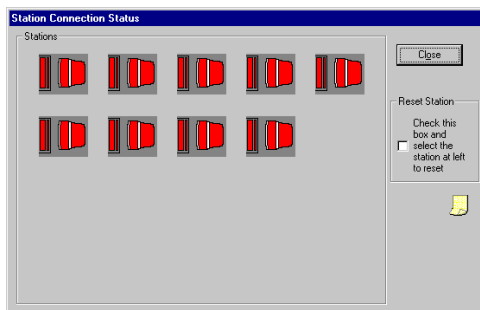 Station Connection Status
Stations
Close
Reset Station
Check this
box and
select the
station at left
to reset